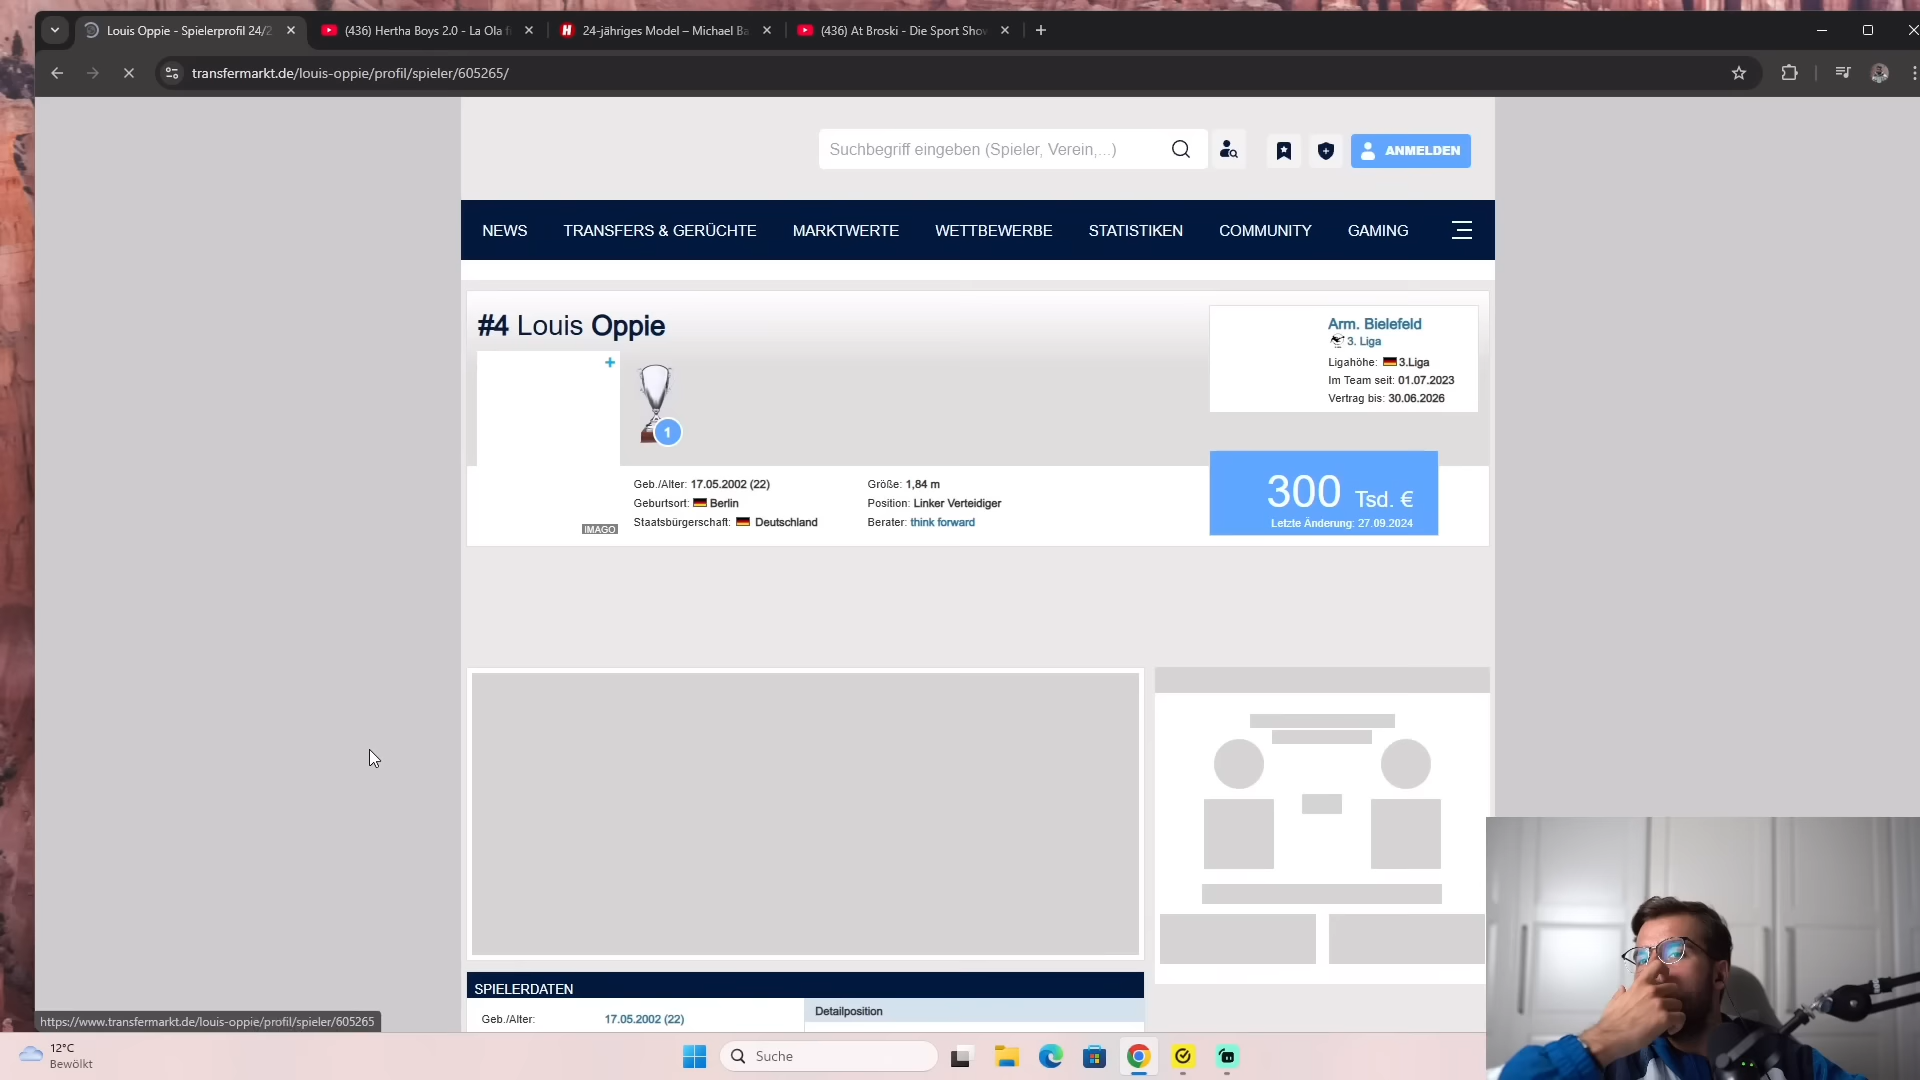 Louis Oppie - Spielerprofil 24/2
(436) Hertha Boys 2.0 - La Ola f
24-jähriges Model – Michael Ba
(436) At Broski - Die Sport Show
transfermarkt.de/louis-oppie/profil/spieler/605265/
Suchbegriff eingeben (Spieler, Verein,...)
ANMELDEN
NEWS TRANSFERS & GERÜCHTE MARKTWERTE WETTBEWERBE STATISTIKEN COMMUNITY GAMING
#4 Louis Oppie
1
Arm. Bielefeld
3. Liga
Ligahöhe: 3.Liga
Im Team seit: 01.07.2023
Vertrag bis: 30.06.2026
IMAGO
Geb./Alter: 17.05.2002 (22)
Geburtsort: Berlin
Staatsbürgerschaft: Deutschland
Größe: 1,84 m
Position: Linker Verteidiger
Berater: think forward
300 Tsd. €
Letzte Änderung: 27.09.2024
SPIELERDATEN
Geb./Alter: 17.05.2002 (22)
Detailposition
https://www.transfermarkt.de/louis-oppie/profil/spieler/605265
12°C
Bewölkt
Suche